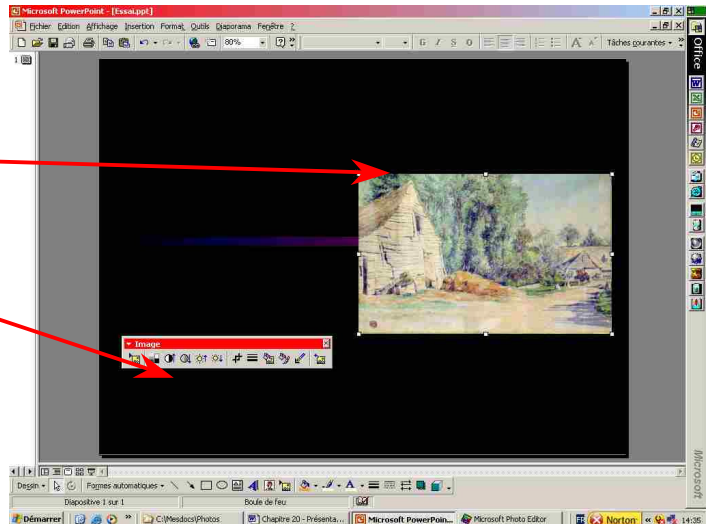 Microsoft PowerPoint - [Essai.ppt]
Fichier Edition Affichage Insertion Format Outils Diaporama Fenêtre ?
80% G I S O Tâches courantes
Office
1
Image
Dessin Formes automatiques
Diapositive 1 sur 1 Boule de feu
Microsoft
Démarrer C:\Mesdocs\Photos Chapitre 20 - Présenta... Microsoft PowerPoin... Microsoft Photo Editor Norton 14:35